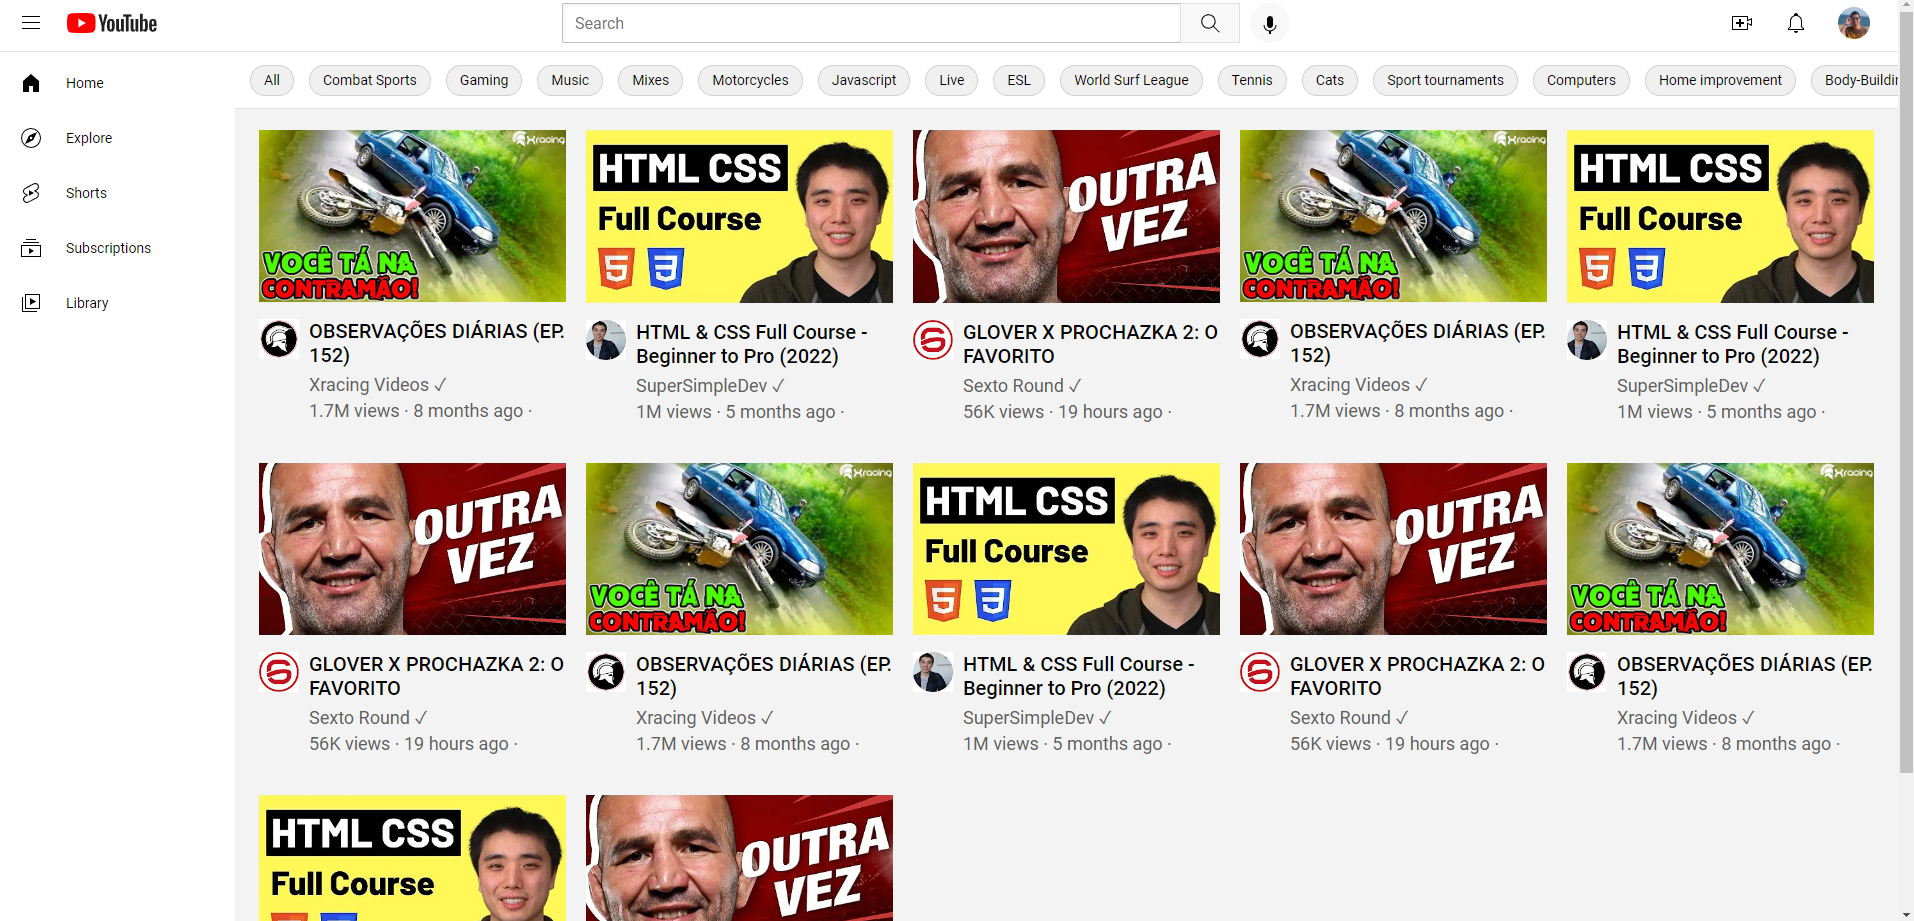 YouTube
Search
Home
Explore
Shorts
Subscriptions
Library
All Combat Sports Gaming Music Mixes Motorcycles Javascript Live ESL World Surf League Tennis Cats Sport tournaments Computers Home improvement
Xracing
VOCÊ TÁ NA
CONTRAMÃO!
OBSERVAÇÕES DIÁRIAS (EP.
152)
Xracing Videos ✓
1.7M views · 8 months ago ·
HTML CSS
Full Course
5 3
HTML & CSS Full Course -
Beginner to Pro (2022)
SuperSimpleDev ✓
1M views · 5 months ago ·
OUTRA
VEZ
GLOVER X PROCHAZKA 2: O
FAVORITO
Sexto Round ✓
56K views · 19 hours ago ·
Xracing
VOCÊ TÁ NA
CONTRAMÃO!
OBSERVAÇÕES DIÁRIAS (EP.
152)
Xracing Videos ✓
1.7M views · 8 months ago ·
HTML CSS
Full Course
5 3
HTML & CSS Full Course -
Beginner to Pro (2022)
SuperSimpleDev ✓
1M views · 5 months ago ·
OUTRA
VEZ
GLOVER X PROCHAZKA 2: O
FAVORITO
Sexto Round ✓
56K views · 19 hours ago ·
Xracing
VOCÊ TÁ NA
CONTRAMÃO!
OBSERVAÇÕES DIÁRIAS (EP.
152)
Xracing Videos ✓
1.7M views · 8 months ago ·
HTML CSS
Full Course
5 3
HTML & CSS Full Course -
Beginner to Pro (2022)
SuperSimpleDev ✓
1M views · 5 months ago ·
OUTRA
VEZ
GLOVER X PROCHAZKA 2: O
FAVORITO
Sexto Round ✓
56K views · 19 hours ago ·
Xracing
VOCÊ TÁ NA
CONTRAMÃO!
OBSERVAÇÕES DIÁRIAS (EP.
152)
Xracing Videos ✓
1.7M views · 8 months ago ·
HTML CSS
Full Course
OUTRA
VEZ